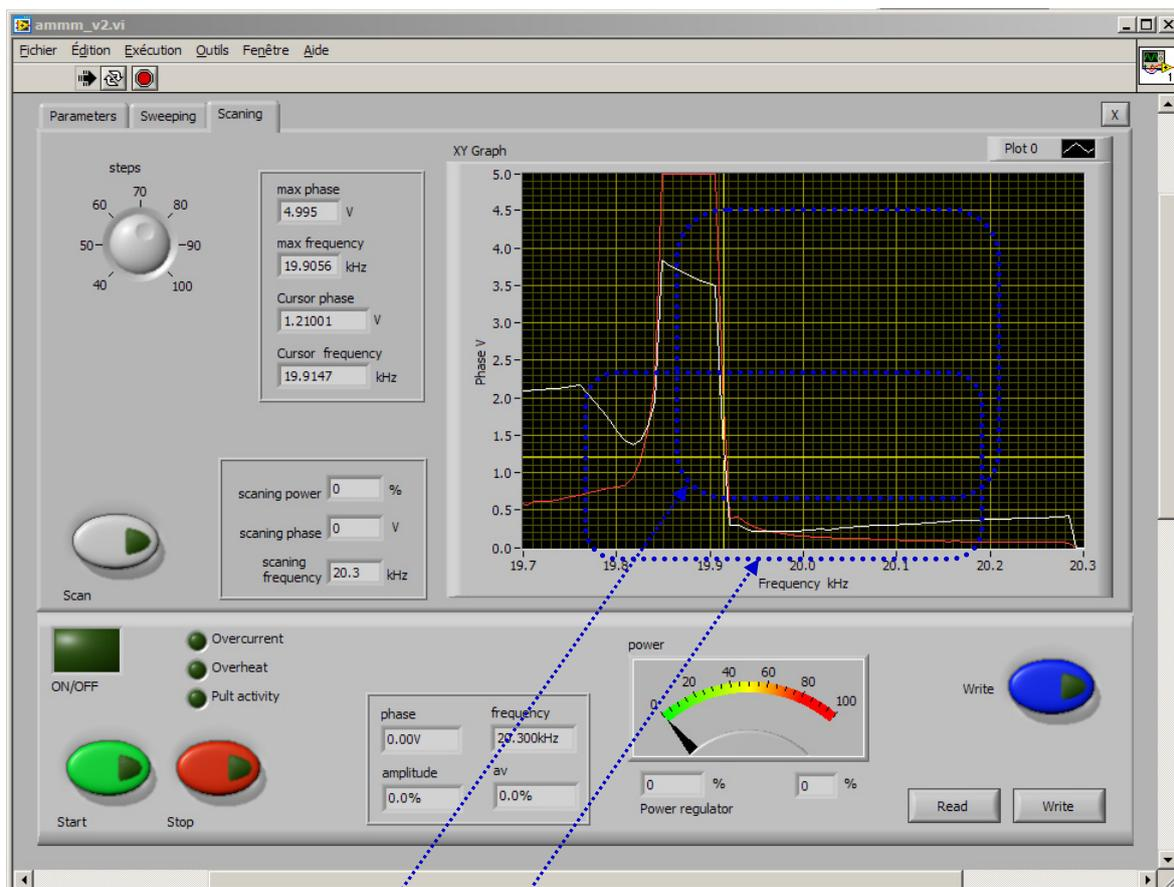 ammm_v2.vi
Fichier Édition Exécution Outils Fenêtre Aide
1
Parameters Sweeping Scaning X
steps
40 50 60 70 80 90 100
max phase
4.995 V
max frequency
19.9056 kHz
Cursor phase
1.21001 V
Cursor frequency
19.9147 kHz
XY Graph
Plot 0
Phase V
5.0
4.5
4.0
3.5
3.0
2.5
2.0
1.5
1.0
0.5
0.0
19.7 19.8 19.9 20.0 20.1 20.2 20.3
Frequency kHz
scaning power 0 %
scaning phase 0 V
scaning frequency 20.3 kHz
Scan
ON/OFF
Overcurrent
Overheat
Pult activity
Start
Stop
phase frequency
0.00V 20.300kHz
amplitude av
0.0% 0.0%
power
0 20 40 60 80 100
0 % 0 %
Power regulator
Write
Read Write